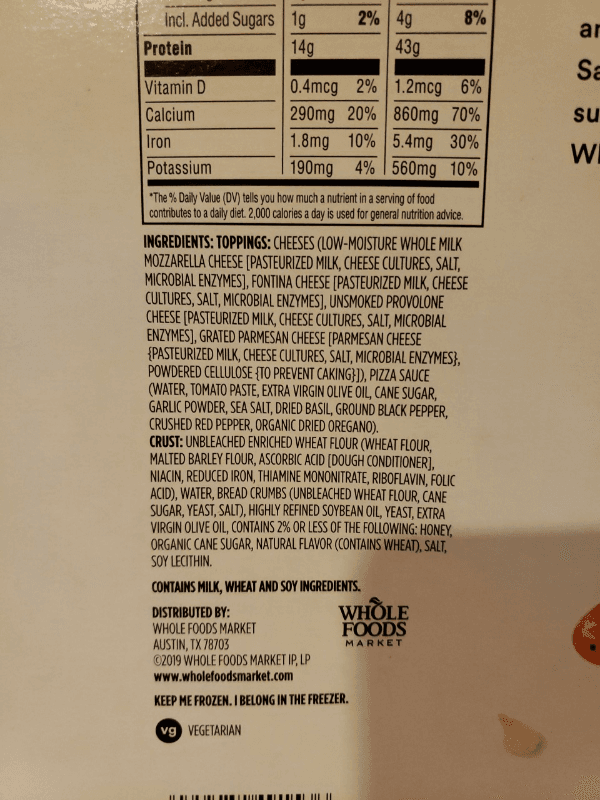 Incl. Added Sugars 1g 2% 4g 8%
Protein 14g 43g
Vitamin D 0.4mcg 2% 1.2mcg 6%
Calcium 290mg 20% 860mg 70%
Iron 1.8mg 10% 5.4mg 30%
Potassium 190mg 4% 560mg 10%
*The % Daily Value (DV) tells you how much a nutrient in a serving of food
contributes to a daily diet. 2,000 calories a day is used for general nutrition advice.
INGREDIENTS: TOPPINGS: CHEESES (LOW-MOISTURE WHOLE MILK
MOZZARELLA CHEESE [PASTEURIZED MILK, CHEESE CULTURES, SALT,
MICROBIAL ENZYMES], FONTINA CHEESE [PASTEURIZED MILK, CHEESE
CULTURES, SALT, MICROBIAL ENZYMES], UNSMOKED PROVOLONE
CHEESE [PASTEURIZED MILK, CHEESE CULTURES, SALT, MICROBIAL
ENZYMES], GRATED PARMESAN CHEESE [PARMESAN CHEESE
{PASTEURIZED MILK, CHEESE CULTURES, SALT, MICROBIAL ENZYMES},
POWDERED CELLULOSE {TO PREVENT CAKING}]), PIZZA SAUCE
(WATER, TOMATO PASTE, EXTRA VIRGIN OLIVE OIL, CANE SUGAR,
GARLIC POWDER, SEA SALT, DRIED BASIL, GROUND BLACK PEPPER,
CRUSHED RED PEPPER, ORGANIC DRIED OREGANO).
CRUST: UNBLEACHED ENRICHED WHEAT FLOUR (WHEAT FLOUR,
MALTED BARLEY FLOUR, ASCORBIC ACID [DOUGH CONDITIONER],
NIACIN, REDUCED IRON, THIAMINE MONONITRATE, RIBOFLAVIN, FOLIC
ACID), WATER, BREAD CRUMBS (UNBLEACHED WHEAT FLOUR, CANE
SUGAR, YEAST, SALT), HIGHLY REFINED SOYBEAN OIL, YEAST, EXTRA
VIRGIN OLIVE OIL, CONTAINS 2% OR LESS OF THE FOLLOWING: HONEY,
ORGANIC CANE SUGAR, NATURAL FLAVOR (CONTAINS WHEAT), SALT,
SOY LECITHIN.
CONTAINS MILK, WHEAT AND SOY INGREDIENTS.
DISTRIBUTED BY:
WHOLE FOODS MARKET
AUSTIN, TX 78703
©2019 WHOLE FOODS MARKET IP, LP
www.wholefoodsmarket.com
WHOLE
FOODS
MARKET
KEEP ME FROZEN. I BELONG IN THE FREEZER.
vg VEGETARIAN
Sa
su